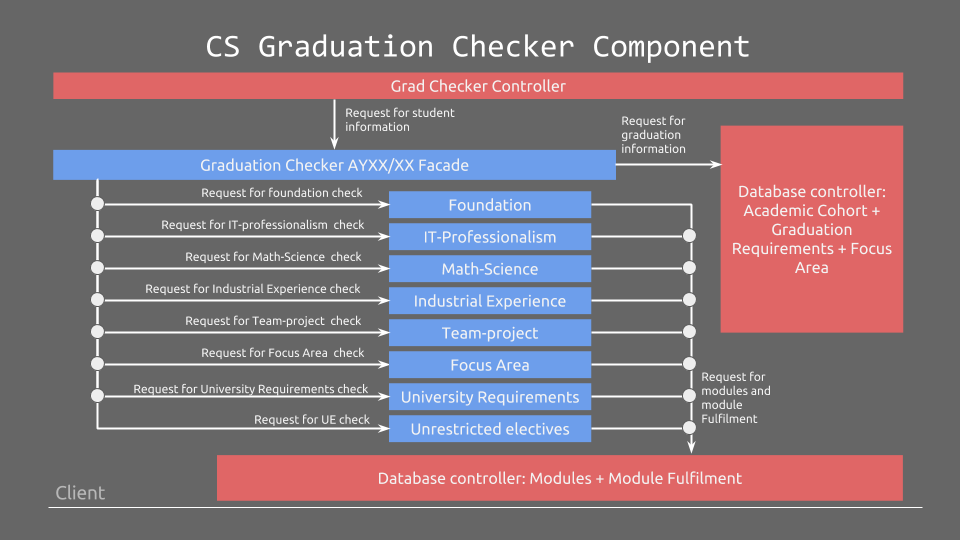 CS Graduation Checker Component
Grad Checker Controller
Request for student
information
Request for
graduation
information
Graduation Checker AYXX/XX Facade
Database controller:
Academic Cohort +
Graduation
Requirements + Focus
Area
Request for foundation check
Foundation
Request for IT-professionalism check
IT-Professionalism
Request for Math-Science check
Math-Science
Request for Industrial Experience check
Industrial Experience
Request for Team-project check
Team-project
Request for Focus Area check
Focus Area
Request for University Requirements check
University Requirements
Request for UE check
Unrestricted electives
Request for
modules and
module
Fulfilment
Database controller: Modules + Module Fulfilment
Client